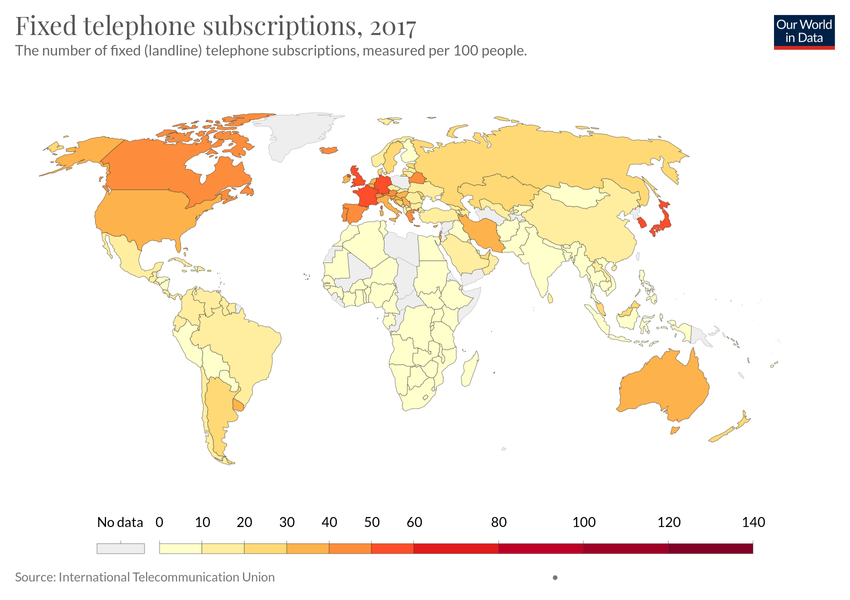 Fixed telephone subscriptions, 2017
The number of fixed (landline) telephone subscriptions, measured per 100 people.
Our World
in Data
No data 0 10 20 30 40 50 60 80 100 120 140
Source: International Telecommunication Union